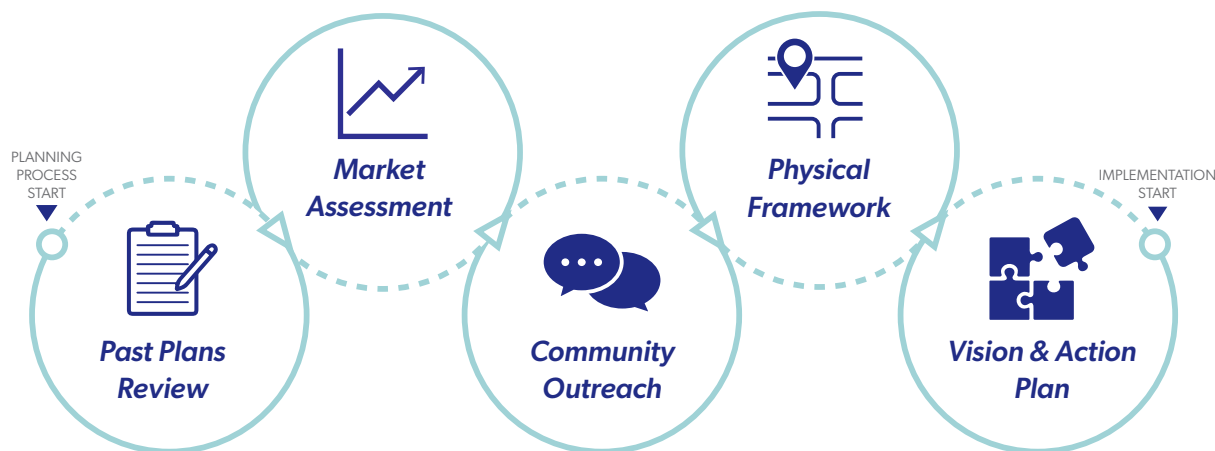 PLANNING
PROCESS
START
Past Plans
Review
Market
Assessment
Community
Outreach
Physical
Framework
Vision & Action
Plan
IMPLEMENTATION
START